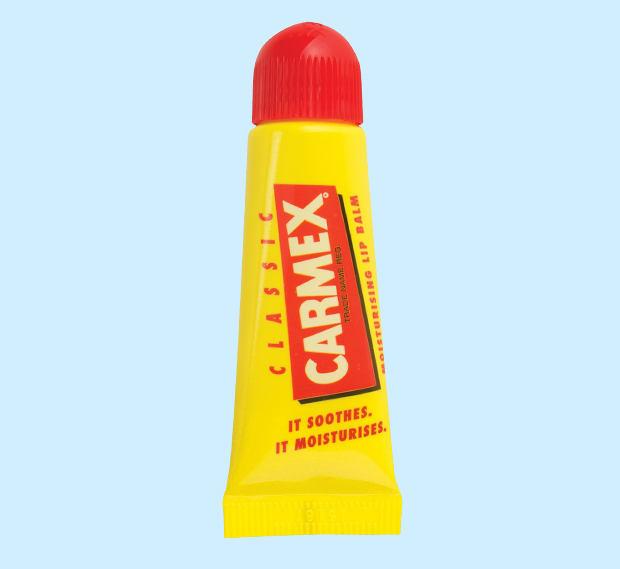 CLASSIC
CARMEX®
TRADE NAME REG
MOISTURISING LIP BALM
IT SOOTHES.
IT MOISTURISES.